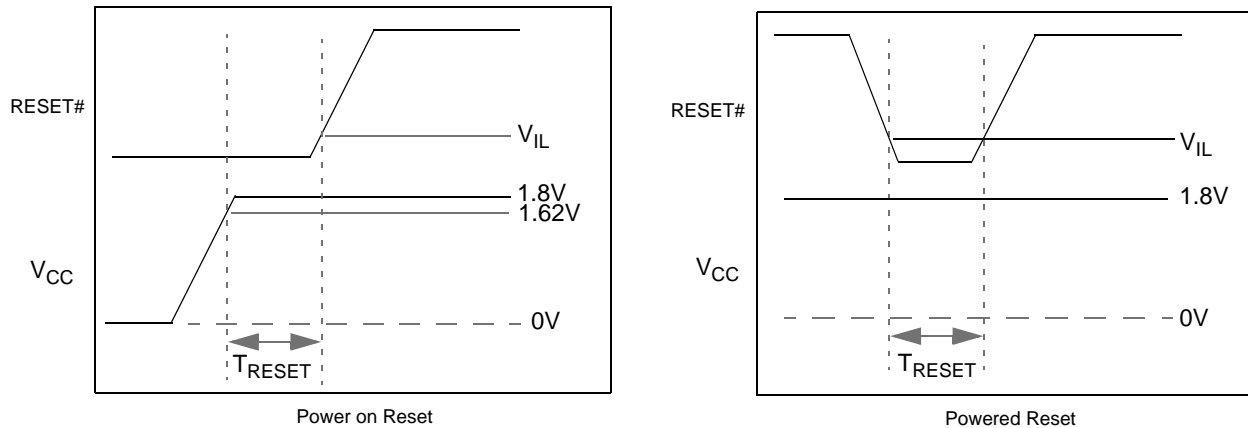 RESET#
VIL
1.8V
1.62V
VCC
0V
TRESET
Power on Reset
RESET#
VIL
1.8V
VCC
0V
TRESET
Powered Reset